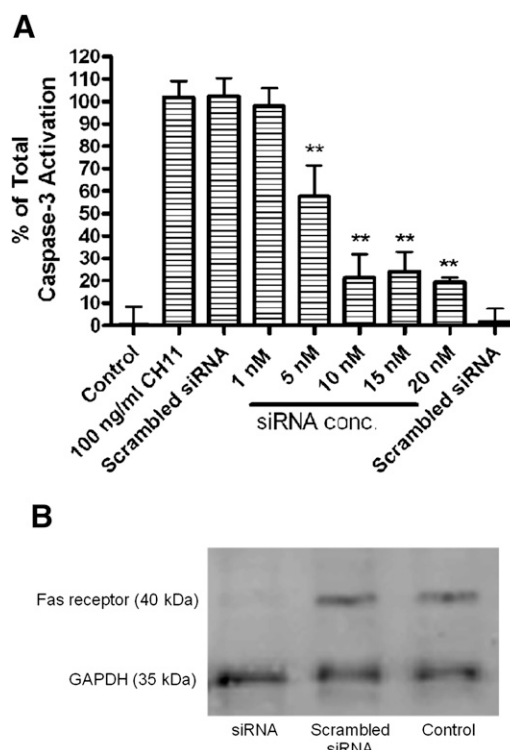 A
% of Total
Caspase-3 Activation
120
110
100
90
80
70
60
50
40
30
20
10
0
**
**
**
**
Control
100 ng/ml CH11
Scrambled siRNA
1 nM
5 nM
10 nM
15 nM
20 nM
Scrambled siRNA
siRNA conc.
B
Fas receptor (40 kDa)
GAPDH (35 kDa)
siRNA
Scrambled
siRNA
Control